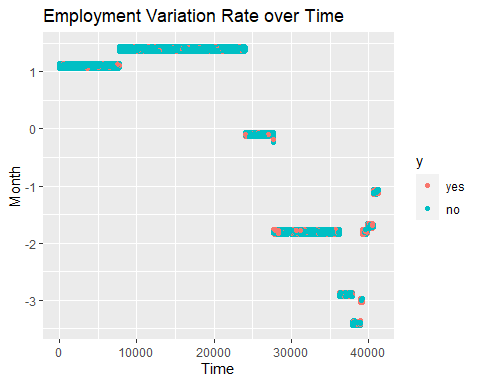 Employment Variation Rate over Time
1
0
-1
-2
-3
Month
0
10000
20000
30000
40000
Time
y
yes
no